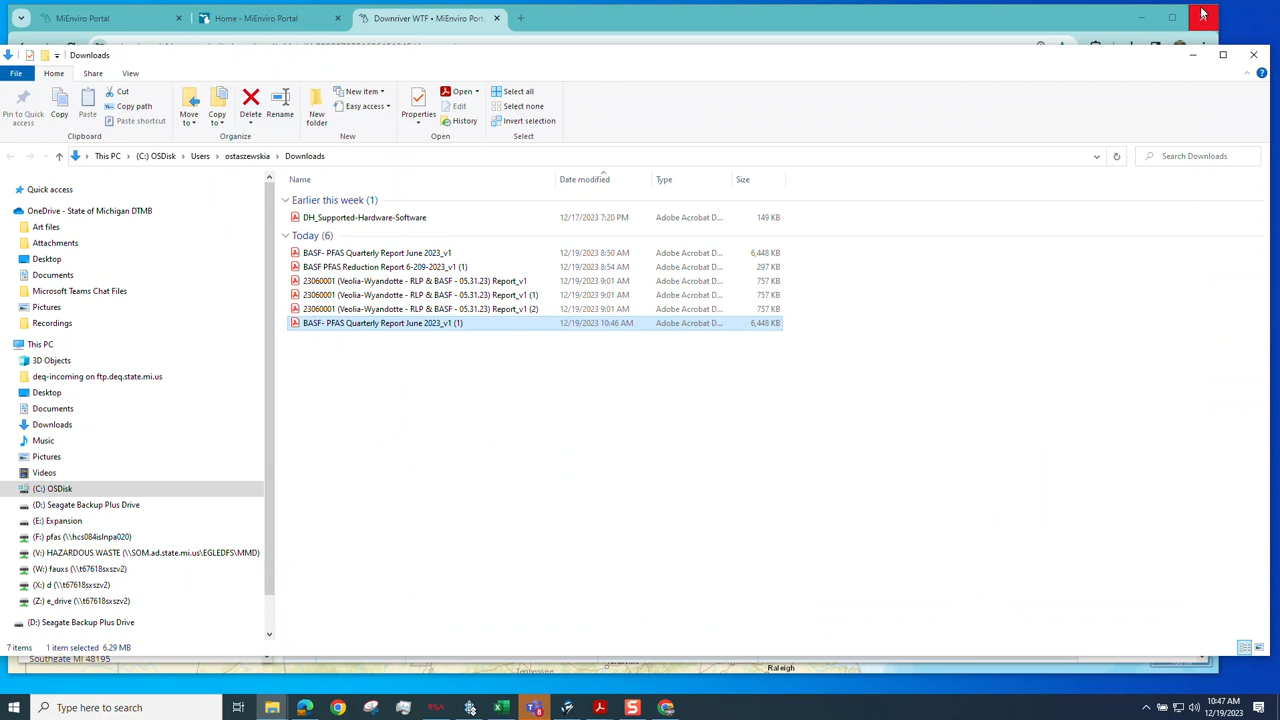 MiEnviro Portal
Home - MiEnviro Portal
Downriver WTF • MiEnviro Portal
Downloads
File
Home
Share
View
Pin to Quick access
Copy
Paste
Cut
Copy path
Paste shortcut
Clipboard
Move to
Copy to
Delete
Rename
Organize
New folder
New item
Easy access
New
Properties
Open
Edit
History
Open
Select all
Select none
Invert selection
Select
This PC > (C:) OSDisk > Users > ostaszewskia > Downloads
Search Downloads
Name Date modified Type Size
Quick access
OneDrive - State of Michigan DTMB
Art files
Attachments
Desktop
Documents
Microsoft Teams Chat Files
Pictures
Recordings
This PC
3D Objects
deq-incoming on ftp.deq.state.mi.us
Desktop
Documents
Downloads
Music
Pictures
Videos
(C:) OSDisk
(D:) Seagate Backup Plus Drive
(E:) Expansion
(F:) pfas (\\hcs084islnpa020)
(V:) HAZARDOUS WASTE (\\SOM.ad.state.mi.us\EGLEDFS\MMD)
(W:) fauxs (\\t67618sxszv2)
(X:) d (\\t67618sxszv2)
(Z:) e_drive (\\t67618sxszv2)
(D:) Seagate Backup Plus Drive
Earlier this week (1)
DH_Supported-Hardware-Software 12/17/2023 7:20 PM Adobe Acrobat D... 149 KB
Today (6)
BASF- PFAS Quarterly Report June 2023_v1 12/19/2023 8:50 AM Adobe Acrobat D... 6,448 KB
BASF PFAS Reduction Report 6-209-2023_v1 (1) 12/19/2023 8:54 AM Adobe Acrobat D... 297 KB
23060001 (Veolia-Wyandotte - RLP & BASF - 05.31.23) Report_v1 12/19/2023 9:01 AM Adobe Acrobat D... 757 KB
23060001 (Veolia-Wyandotte - RLP & BASF - 05.31.23) Report_v1 (1) 12/19/2023 9:01 AM Adobe Acrobat D... 757 KB
23060001 (Veolia-Wyandotte - RLP & BASF - 05.31.23) Report_v1 (2) 12/19/2023 9:01 AM Adobe Acrobat D... 757 KB
BASF- PFAS Quarterly Report June 2023_v1 (1) 12/19/2023 10:46 AM Adobe Acrobat D... 6,448 KB
7 items 1 item selected 6.29 MB
Southgate MI 48195
Tennessee
Raleigh
Type here to search
RSA
8
10:47 AM
12/19/2023